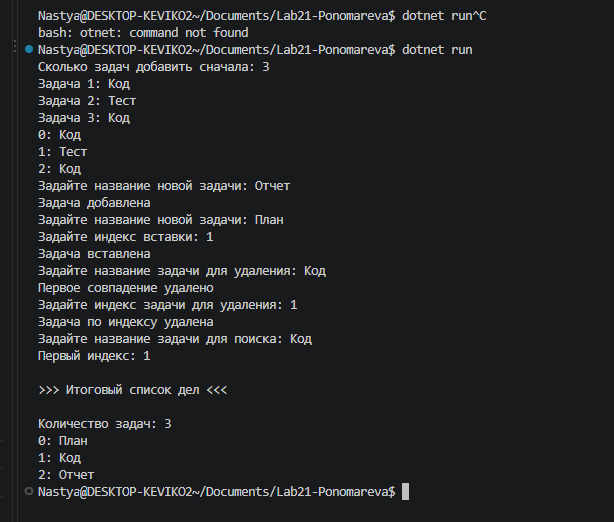 Nastya@DESKTOP-KEVIKO2~/Documents/Lab21-Ponomareva$ dotnet run^C
bash: otnet: command not found
Nastya@DESKTOP-KEVIKO2~/Documents/Lab21-Ponomareva$ dotnet run
Сколько задач добавить сначала: 3
Задача 1: Код
Задача 2: Тест
Задача 3: Код
0: Код
1: Тест
2: Код
Задайте название новой задачи: Отчет
Задача добавлена
Задайте название новой задачи: План
Задайте индекс вставки: 1
Задача вставлена
Задайте название задачи для удаления: Код
Первое совпадение удалено
Задайте индекс задачи для удаления: 1
Задача по индексу удалена
Задайте название задачи для поиска: Код
Первый индекс: 1
>>> Итоговый список дел <<<
Количество задач: 3
0: План
1: Код
2: Отчет
Nastya@DESKTOP-KEVIKO2~/Documents/Lab21-Ponomareva$